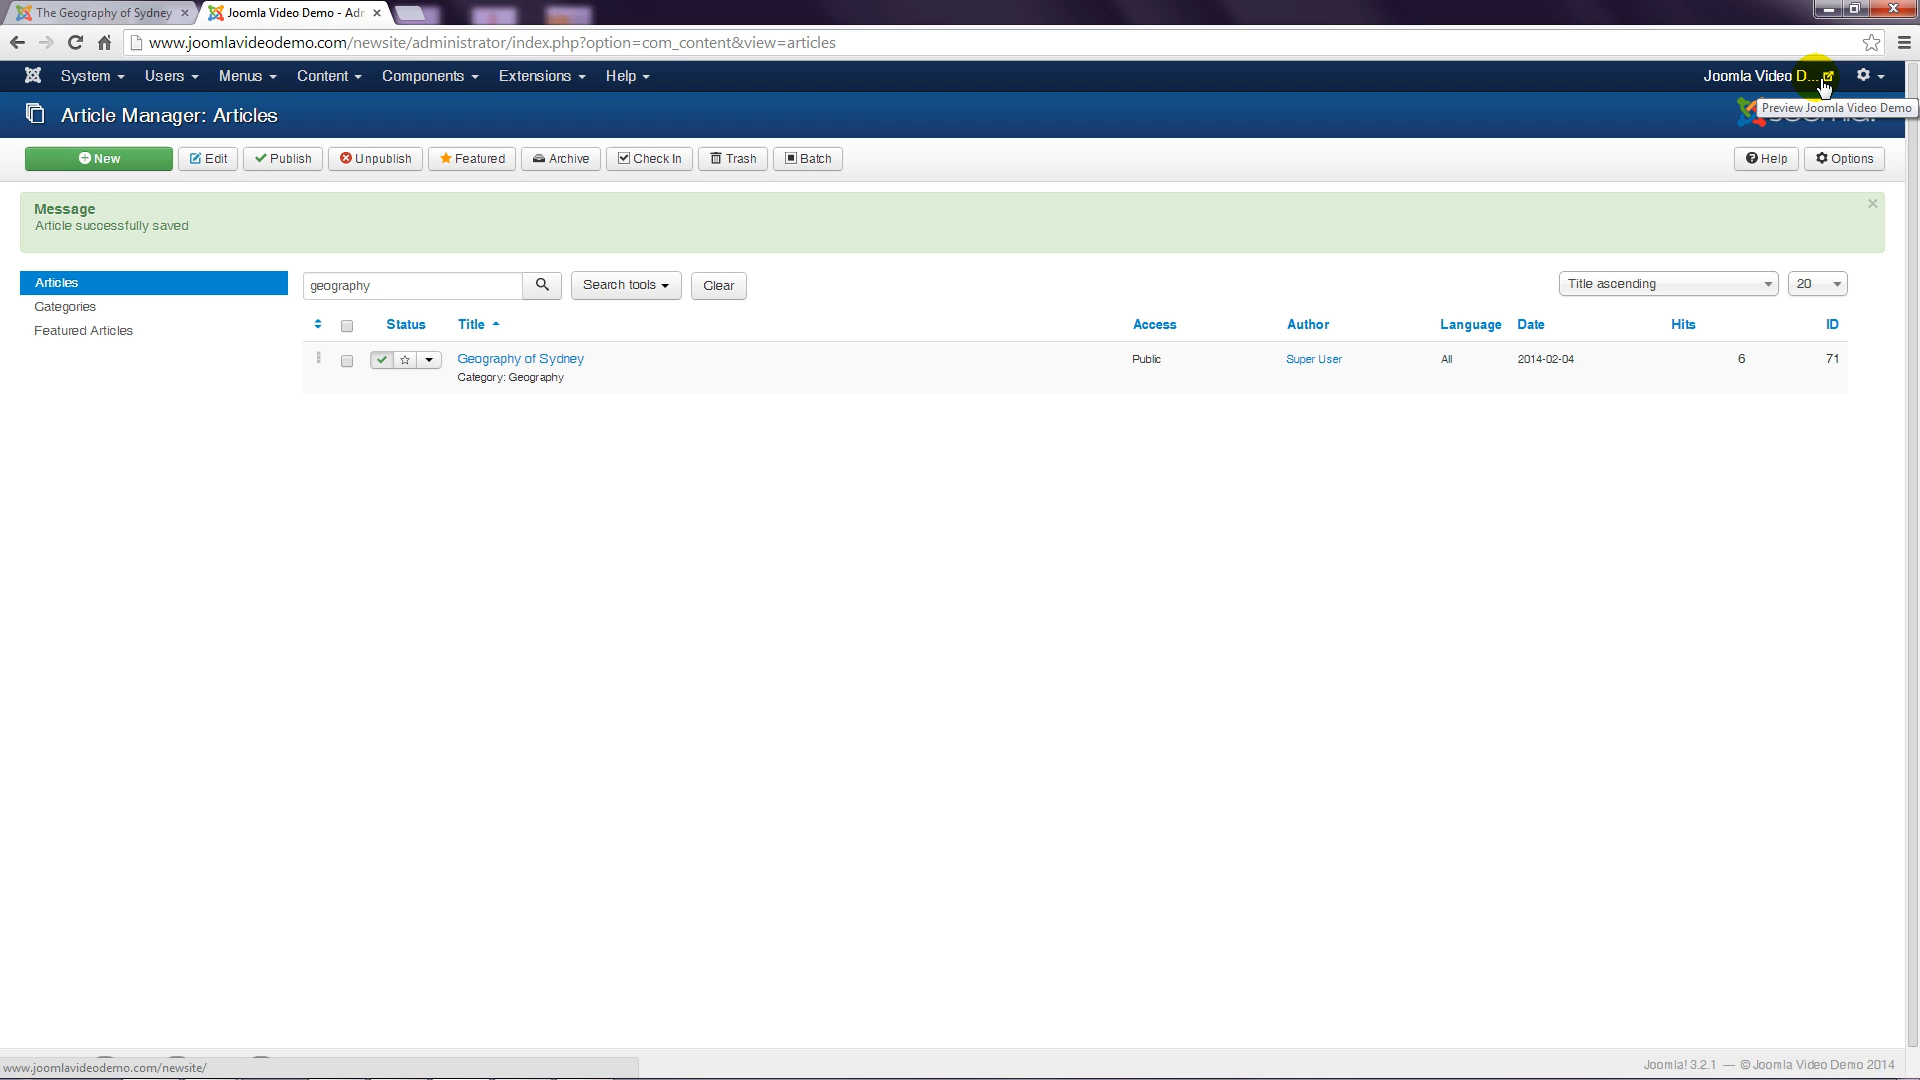 The Geography of Sydney
Joomla Video Demo - Adr
www.joomlavideodemo.com/newsite/administrator/index.php?option=com_content&view=articles
System Users Menus Content Components Extensions Help Joomla Video D...
Article Manager: Articles
Preview Joomla Video Demo
New Edit Publish Unpublish Featured Archive Check In Trash Batch Help Options
Message
Article successfully saved
Articles
Categories
Featured Articles
geography Search tools Clear Title ascending 20
Status Title Access Author Language Date Hits ID
Geography of Sydney Public Super User All 2014-02-04 6 71
Category: Geography
www.joomlavideodemo.com/newsite/
Joomla! 3.2.1 — © Joomla Video Demo 2014